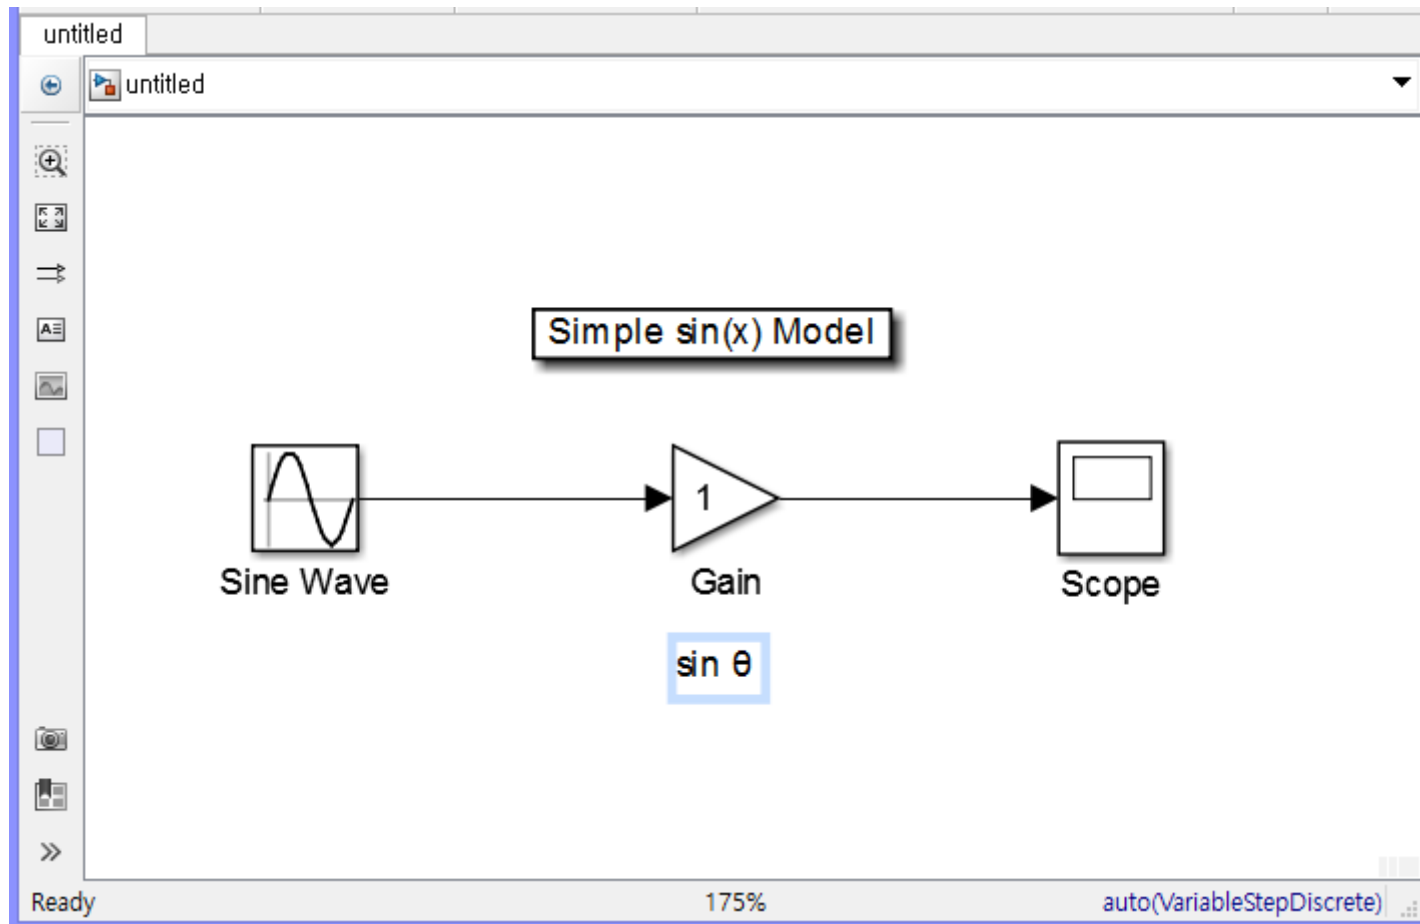 untitled
untitled
Simple sin(x) Model
1
Sine Wave
Gain
Scope
sin θ
Ready
175%
auto(VariableStepDiscrete)